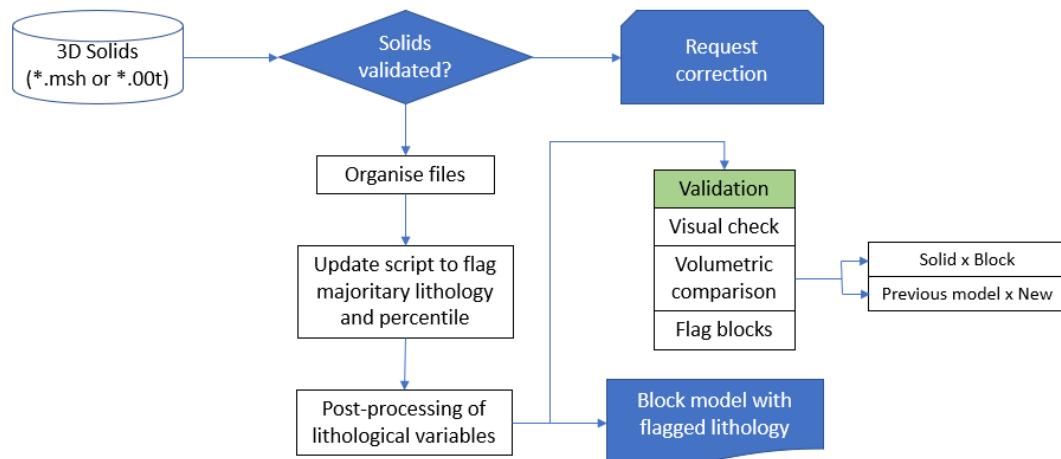 3D Solids
(*.msh or *.00t)
Solids
validated?
Request
correction
Organise files
Update script to flag
majoritary lithology
and percentile
Post-processing of
lithological variables
Validation
Visual check
Volumetric
comparison
Flag blocks
Solid x Block
Previous model x New
Block model with
flagged lithology